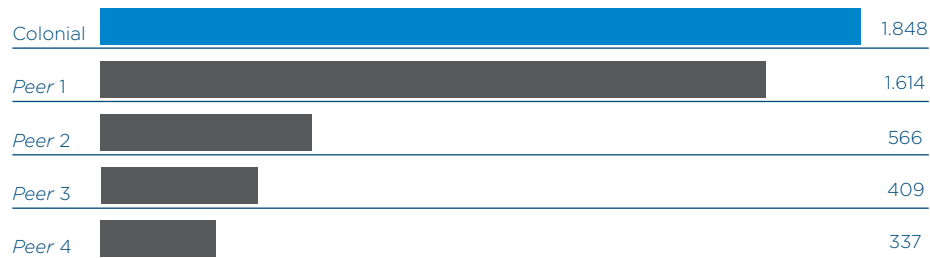 Colonial 1.848
Peer 1 1.614
Peer 2 566
Peer 3 409
Peer 4 337